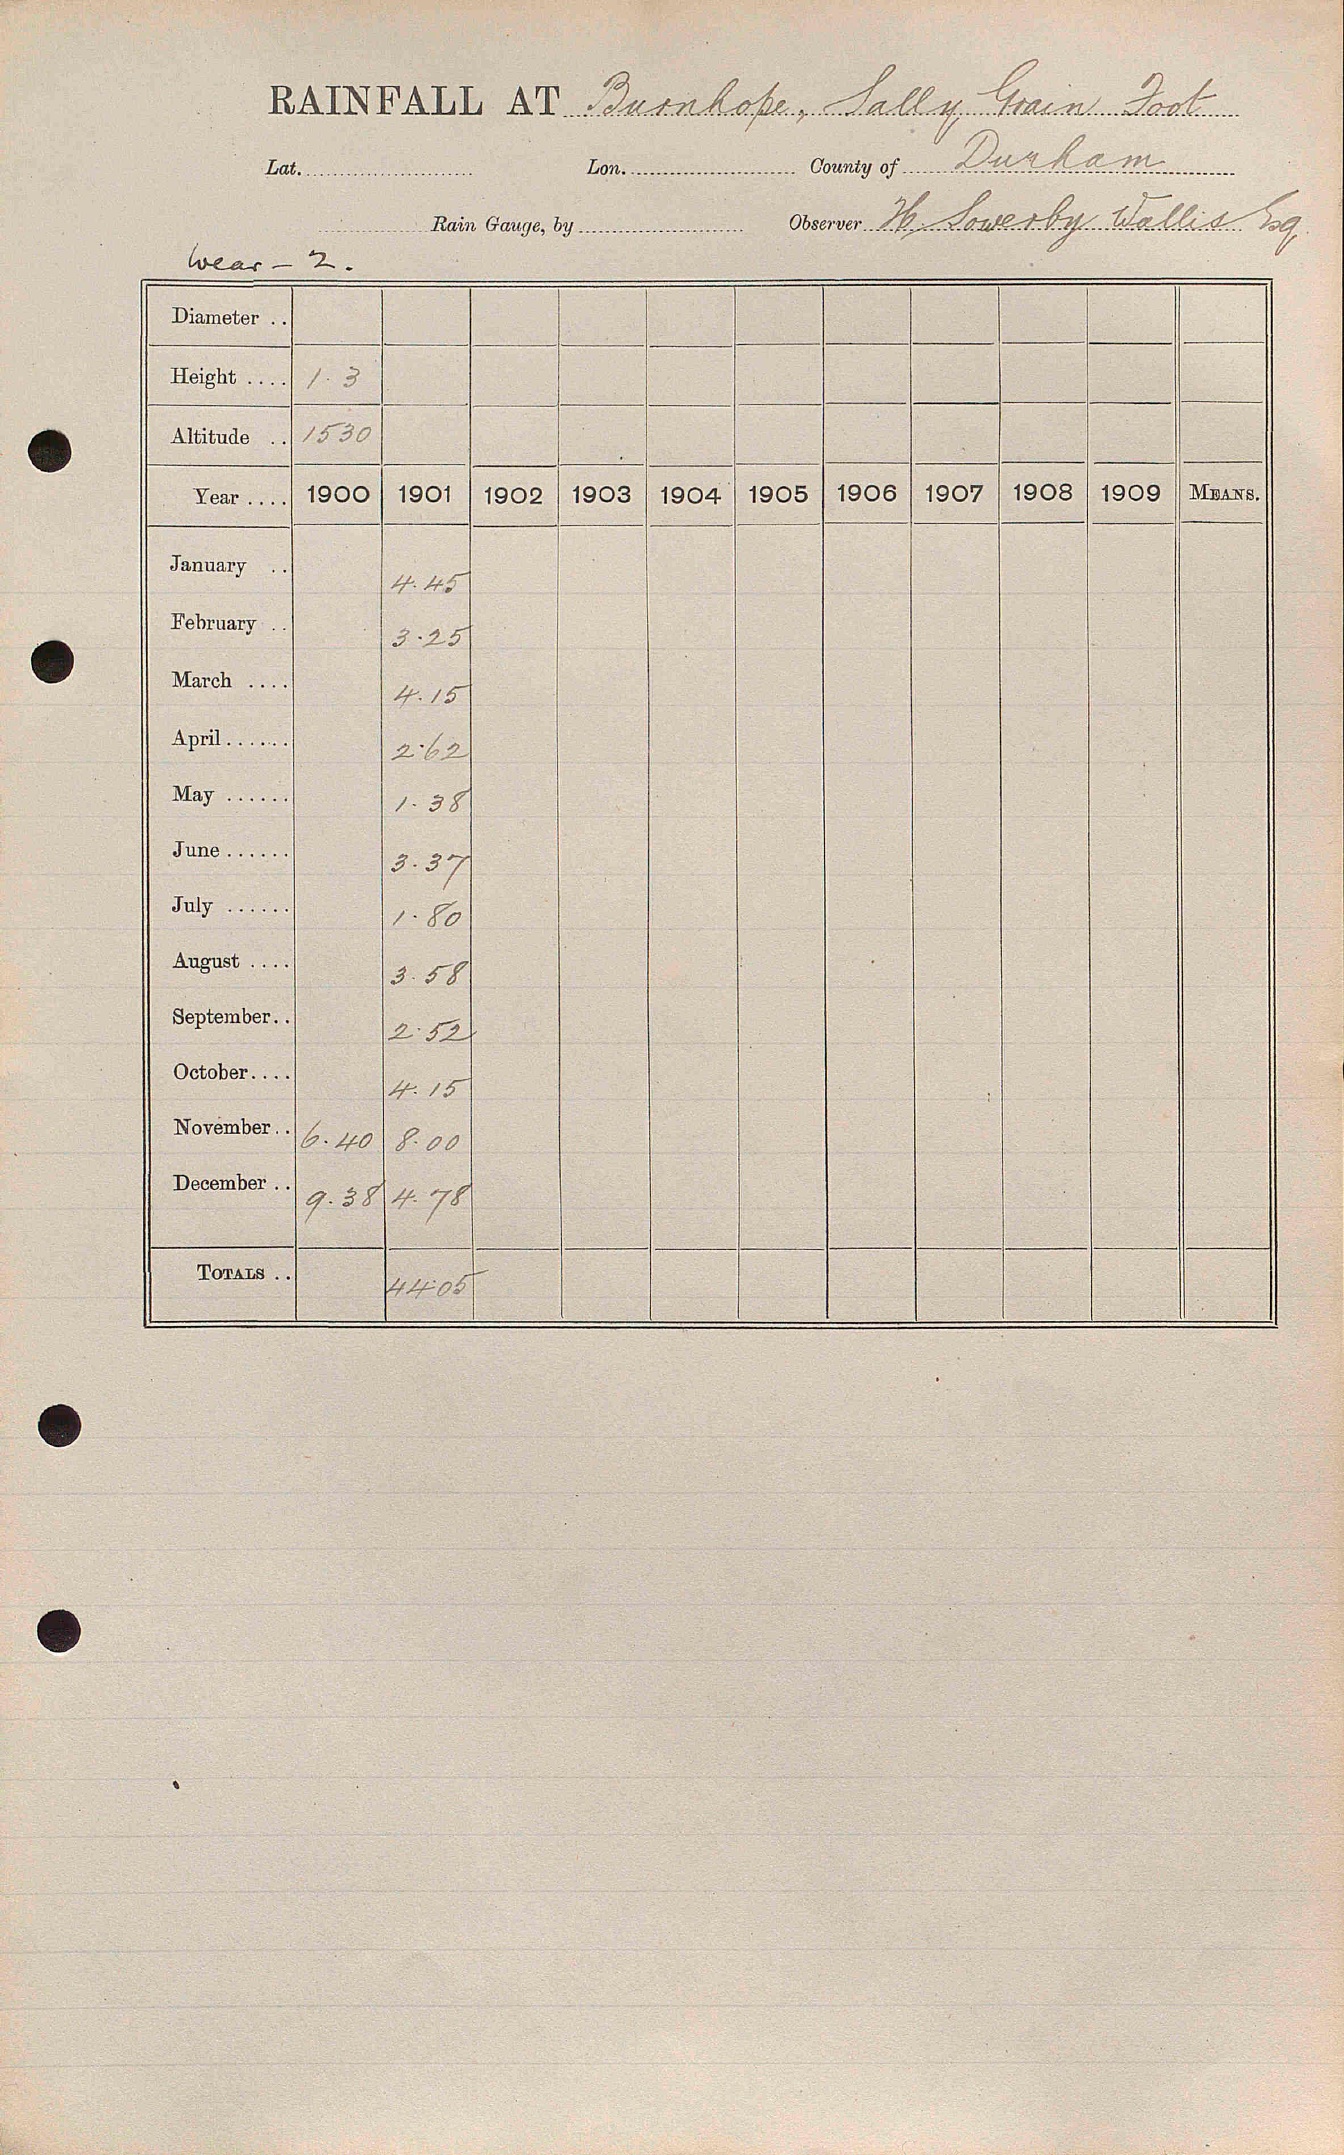 RAINFALL AT Burnhope, Sally Grain Foot
Lat. Lon. County of Durham
Rain Gauge, by Observer H. Sowerby Wallis Esq.
Wear - 2.
Diameter ..
Height .... 1.3
Altitude .. 1530
Year .... 1900 1901 1902 1903 1904 1905 1906 1907 1908 1909 MEANS.
January .. 4.45
February .. 3.25
March .... 4.15
April...... 2.62
May ...... 1.38
June...... 3.37
July ...... 1.80
August .... 3.58
September.. 2.52
October.... 4.15
November.. 6.40 8.00
December .. 9.38 4.78
TOTALS .. 44.05